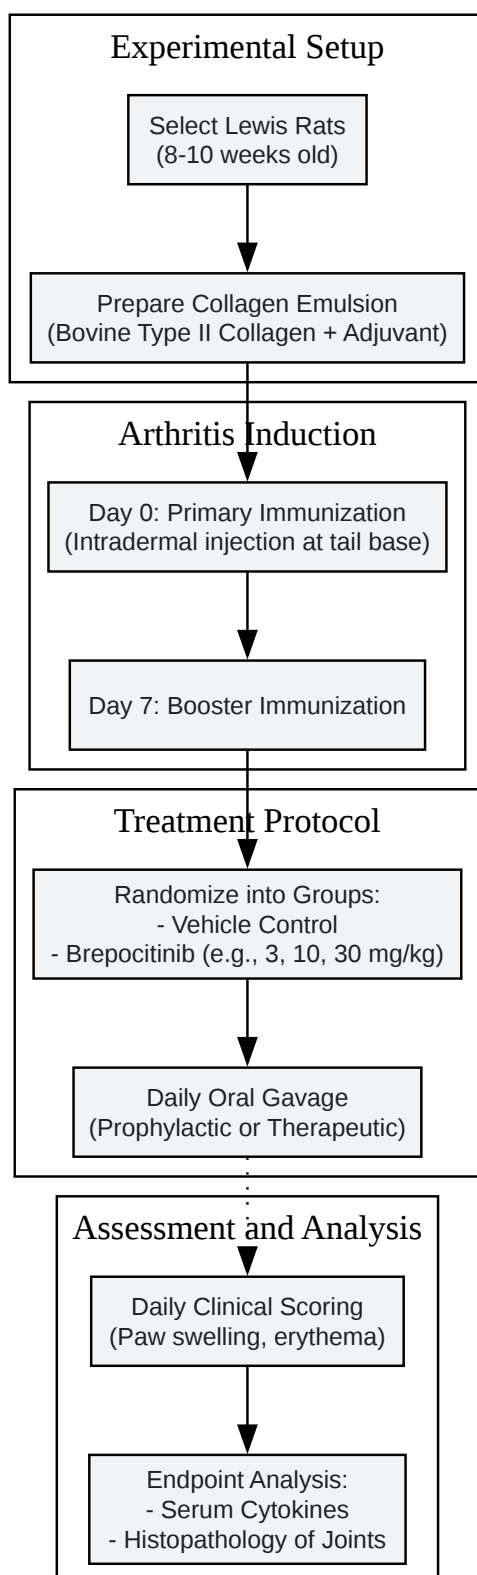 Experimental Setup
Select Lewis Rats
(8-10 weeks old)
Prepare Collagen Emulsion
(Bovine Type II Collagen + Adjuvant)
Arthritis Induction
Day 0: Primary Immunization
(Intradermal injection at tail base)
Day 7: Booster Immunization
Treatment Protocol
Randomize into Groups:
- Vehicle Control
- Brepocitinib (e.g., 3, 10, 30 mg/kg)
Daily Oral Gavage
(Prophylactic or Therapeutic)
Assessment and Analysis
Daily Clinical Scoring
(Paw swelling, erythema)
Endpoint Analysis:
- Serum Cytokines
- Histopathology of Joints